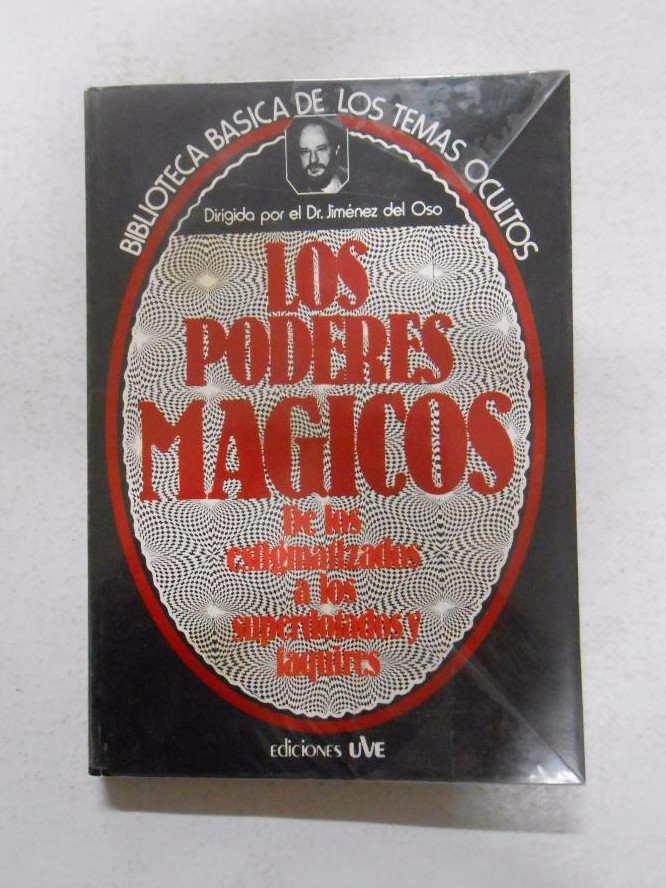 BIBLIOTECA BASICA DE LOS TEMAS OCULTOS
Dirigida por el Dr. Jiménez del Oso
LOS
PODERES
MAGICOS
De los
estigmatizados
a los
superdotados y
faquires
EDICIONES UVE